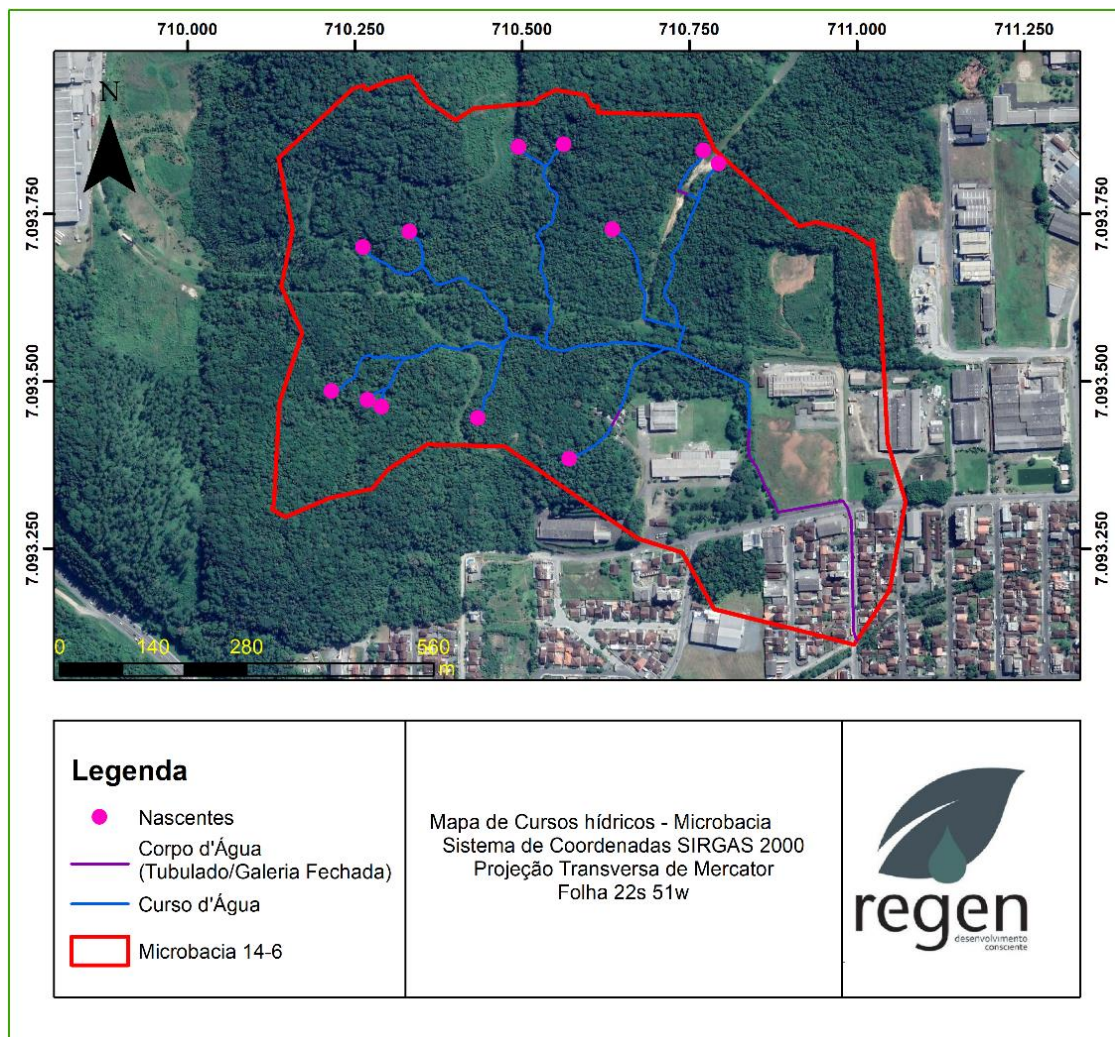 710.000 710.250 710.500 710.750 711.000 711.250
N
7.093.750
7.093.750
7.093.500
7.093.500
7.093.250
7.093.250
0 140 280 560
m
Legenda
Nascentes
Corpo d'Água
(Tubulado/Galeria Fechada)
Curso d'Água
Microbacia 14-6
Mapa de Cursos hídricos - Microbacia
Sistema de Coordenadas SIRGAS 2000
Projeção Transversa de Mercator
Folha 22s 51w
regen
desenvolvimento
consciente